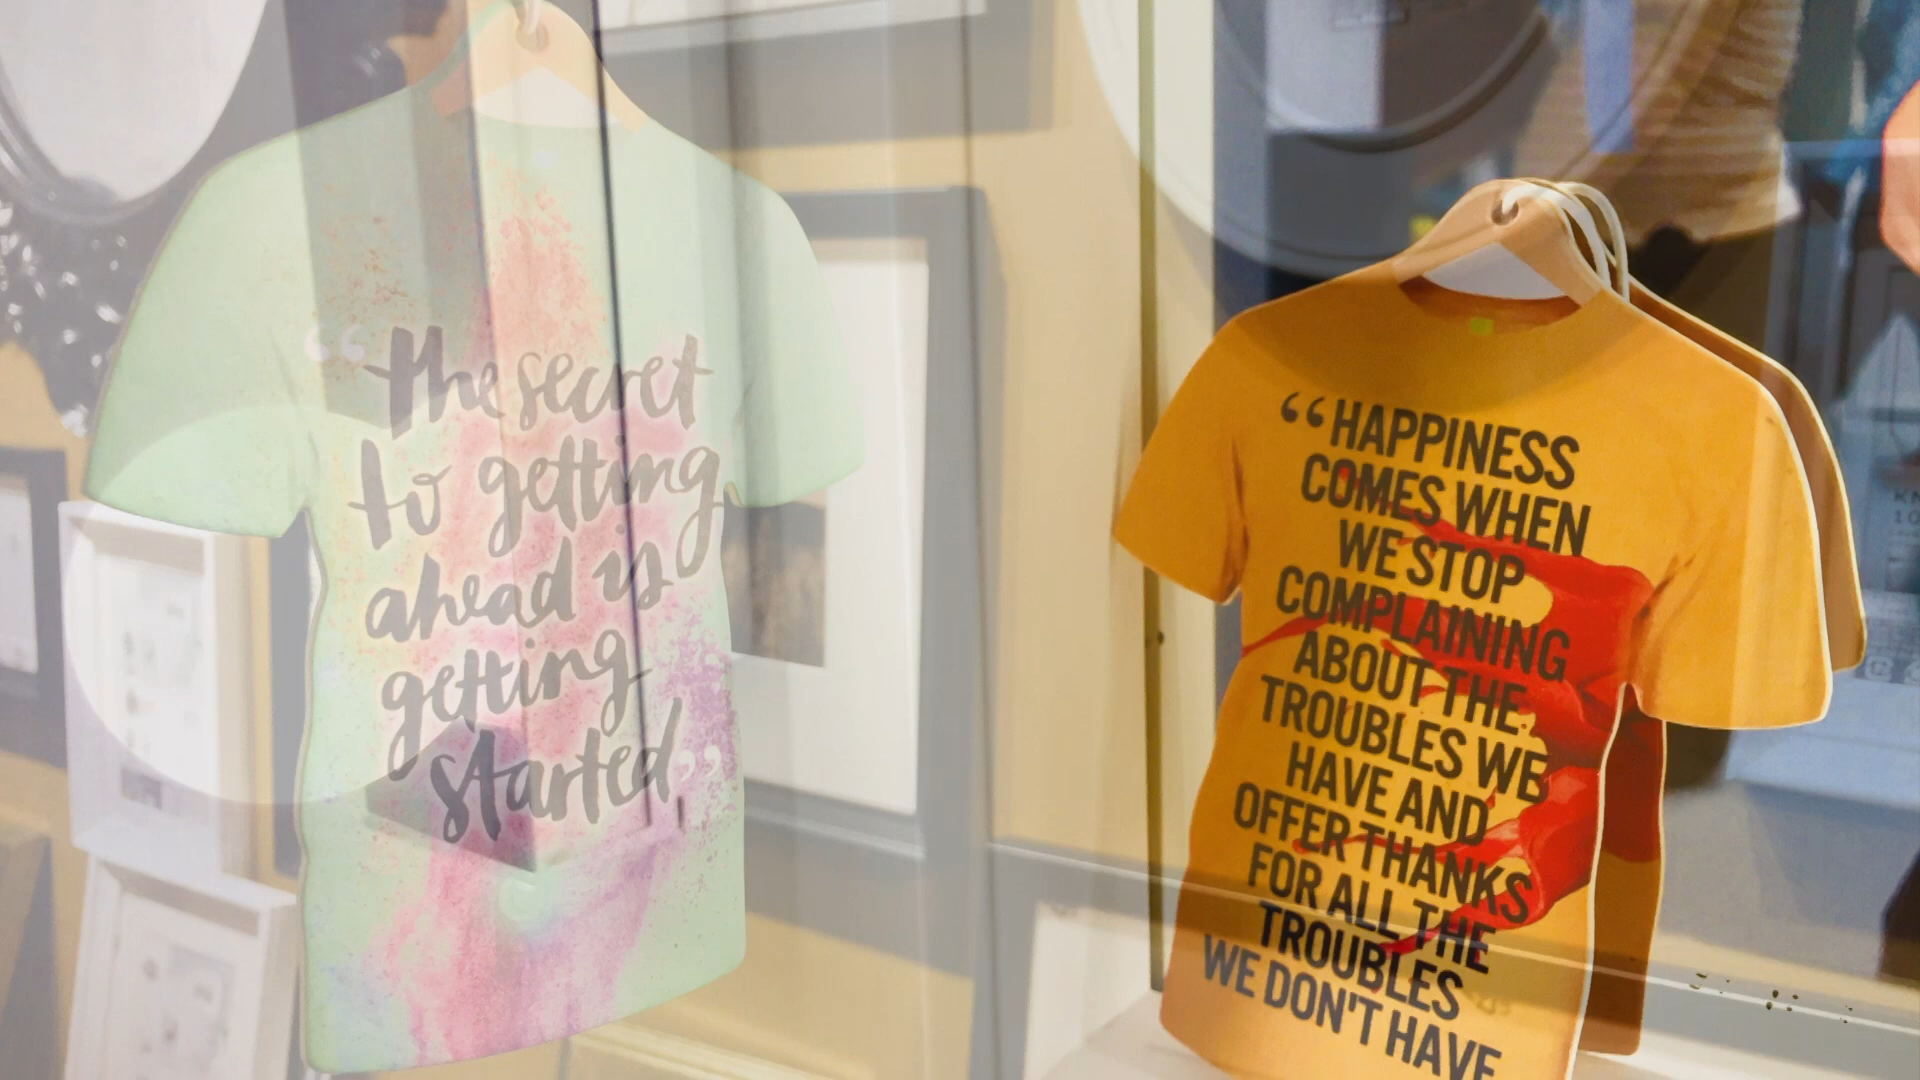 “the secret
to getting
ahead is
getting
started.”
“HAPPINESS
COMES WHEN
WE STOP
COMPLAINING
ABOUT THE
TROUBLES WE
HAVE AND
OFFER THANKS
FOR ALL THE
TROUBLES
WE DON'T HAVE